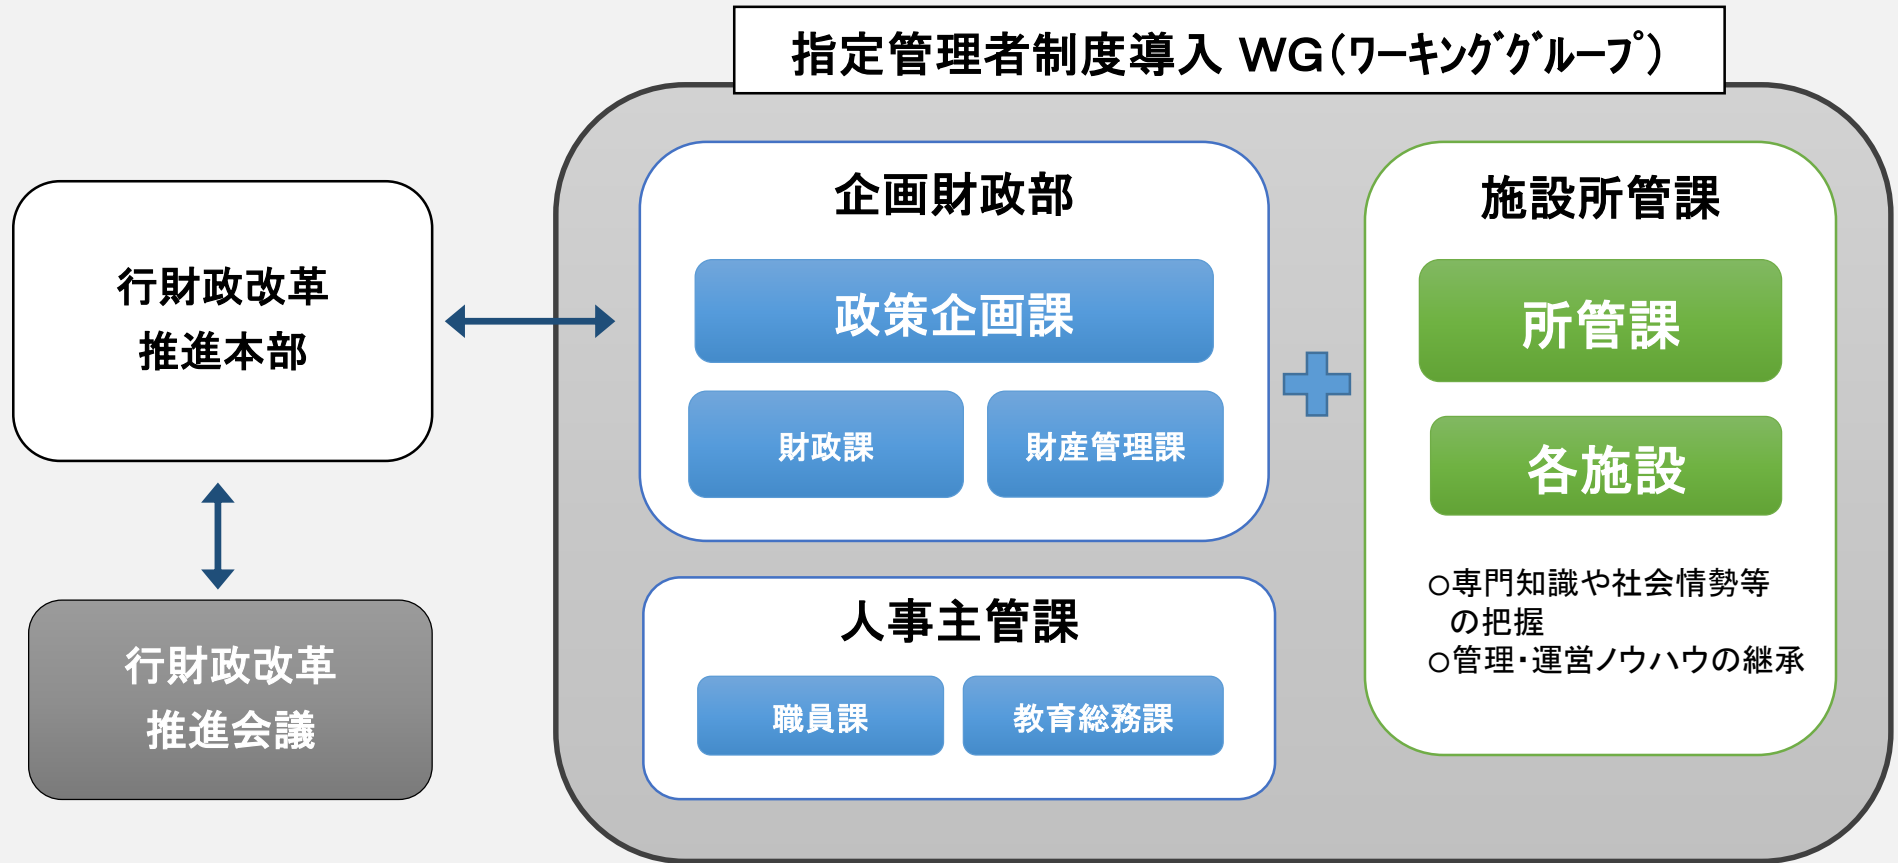 指定管理者制度導入 WG(ワーキンググループ)
行財政改革
推進本部
行財政改革
推進会議
企画財政部
政策企画課
財政課
財産管理課
人事主管課
職員課
教育総務課
施設所管課
所管課
各施設
○専門知識や社会情勢等
の把握
○管理・運営ノウハウの継承